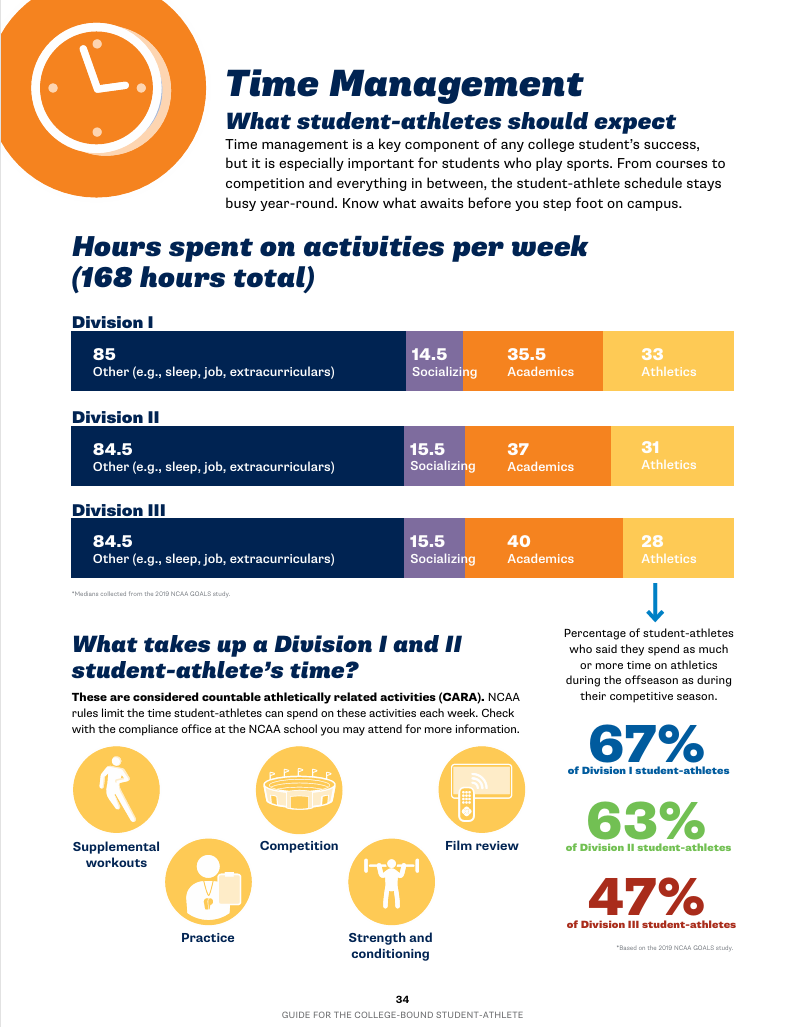 Time Management
What student-athletes should expect
Time management is a key component of any college student's success,
but it is especially important for students who play sports. From courses to
competition and everything in between, the student-athlete schedule stays
busy year-round. Know what awaits before you step foot on campus.
Hours spent on activities per week
(168 hours total)
Division I
85
Other (e.g., sleep, job, extracurriculars)
14.5
Socializing
35.5
Academics
33
Athletics
Division II
84.5
Other (e.g., sleep, job, extracurriculars)
15.5
Socializing
37
Academics
31
Athletics
Division III
84.5
Other (e.g., sleep, job, extracurriculars)
15.5
Socializing
40
Academics
28
Athletics
*Medians collected from the 2019 NCAA GOALS study.
What takes up a Division I and II
student-athlete's time?
These are considered countable athletically related activities (CARA). NCAA
rules limit the time student-athletes can spend on these activities each week. Check
with the compliance office at the NCAA school you may attend for more information.
Supplemental
workouts
Competition
Film review
Practice
Strength and
conditioning
Percentage of student-athletes
who said they spend as much
or more time on athletics
during the offseason as during
their competitive season.
67%
of Division I student-athletes
63%
of Division II student-athletes
47%
of Division III student-athletes
*Based on the 2019 NCAA GOALS study.
34
GUIDE FOR THE COLLEGE-BOUND STUDENT-ATHLETE